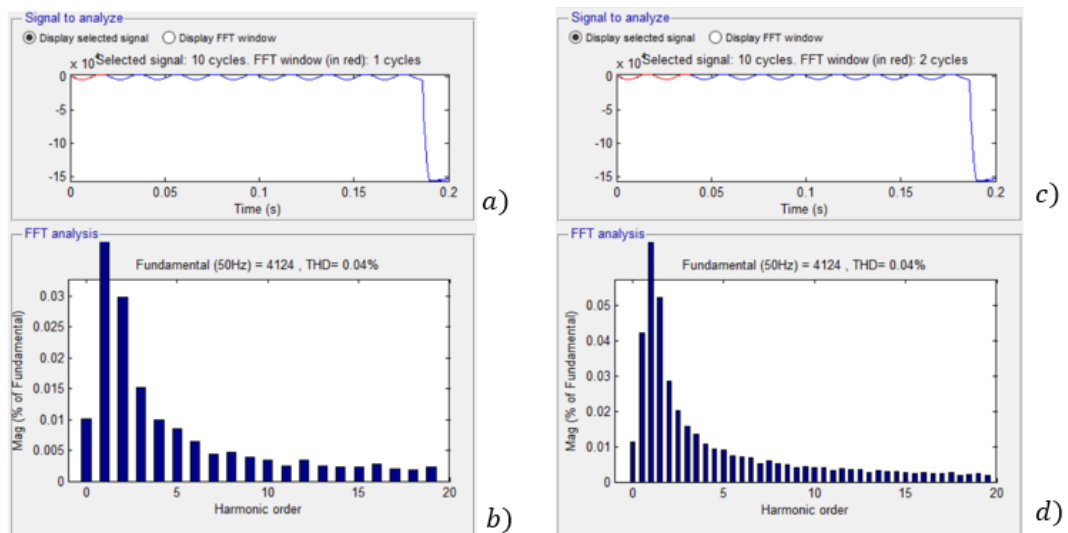 Signal to analyze
Display selected signal Display FFT window
x 10⁴ Selected signal: 10 cycles. FFT window (in red): 1 cycles
0
-5
-10
-15
0 0.05 0.1 0.15 0.2
Time (s)
a)
FFT analysis
Fundamental (50Hz) = 4124 , THD= 0.04%
Mag (% of Fundamental)
0.03
0.025
0.02
0.015
0.01
0.005
0
0 5 10 15 20
Harmonic order
b)
Signal to analyze
Display selected signal Display FFT window
x 10⁴ Selected signal: 10 cycles. FFT window (in red): 2 cycles
0
-5
-10
-15
0 0.05 0.1 0.15 0.2
Time (s)
c)
FFT analysis
Fundamental (50Hz) = 4124 , THD= 0.04%
Mag (% of Fundamental)
0.05
0.04
0.03
0.02
0.01
0
0 5 10 15 20
Harmonic order
d)